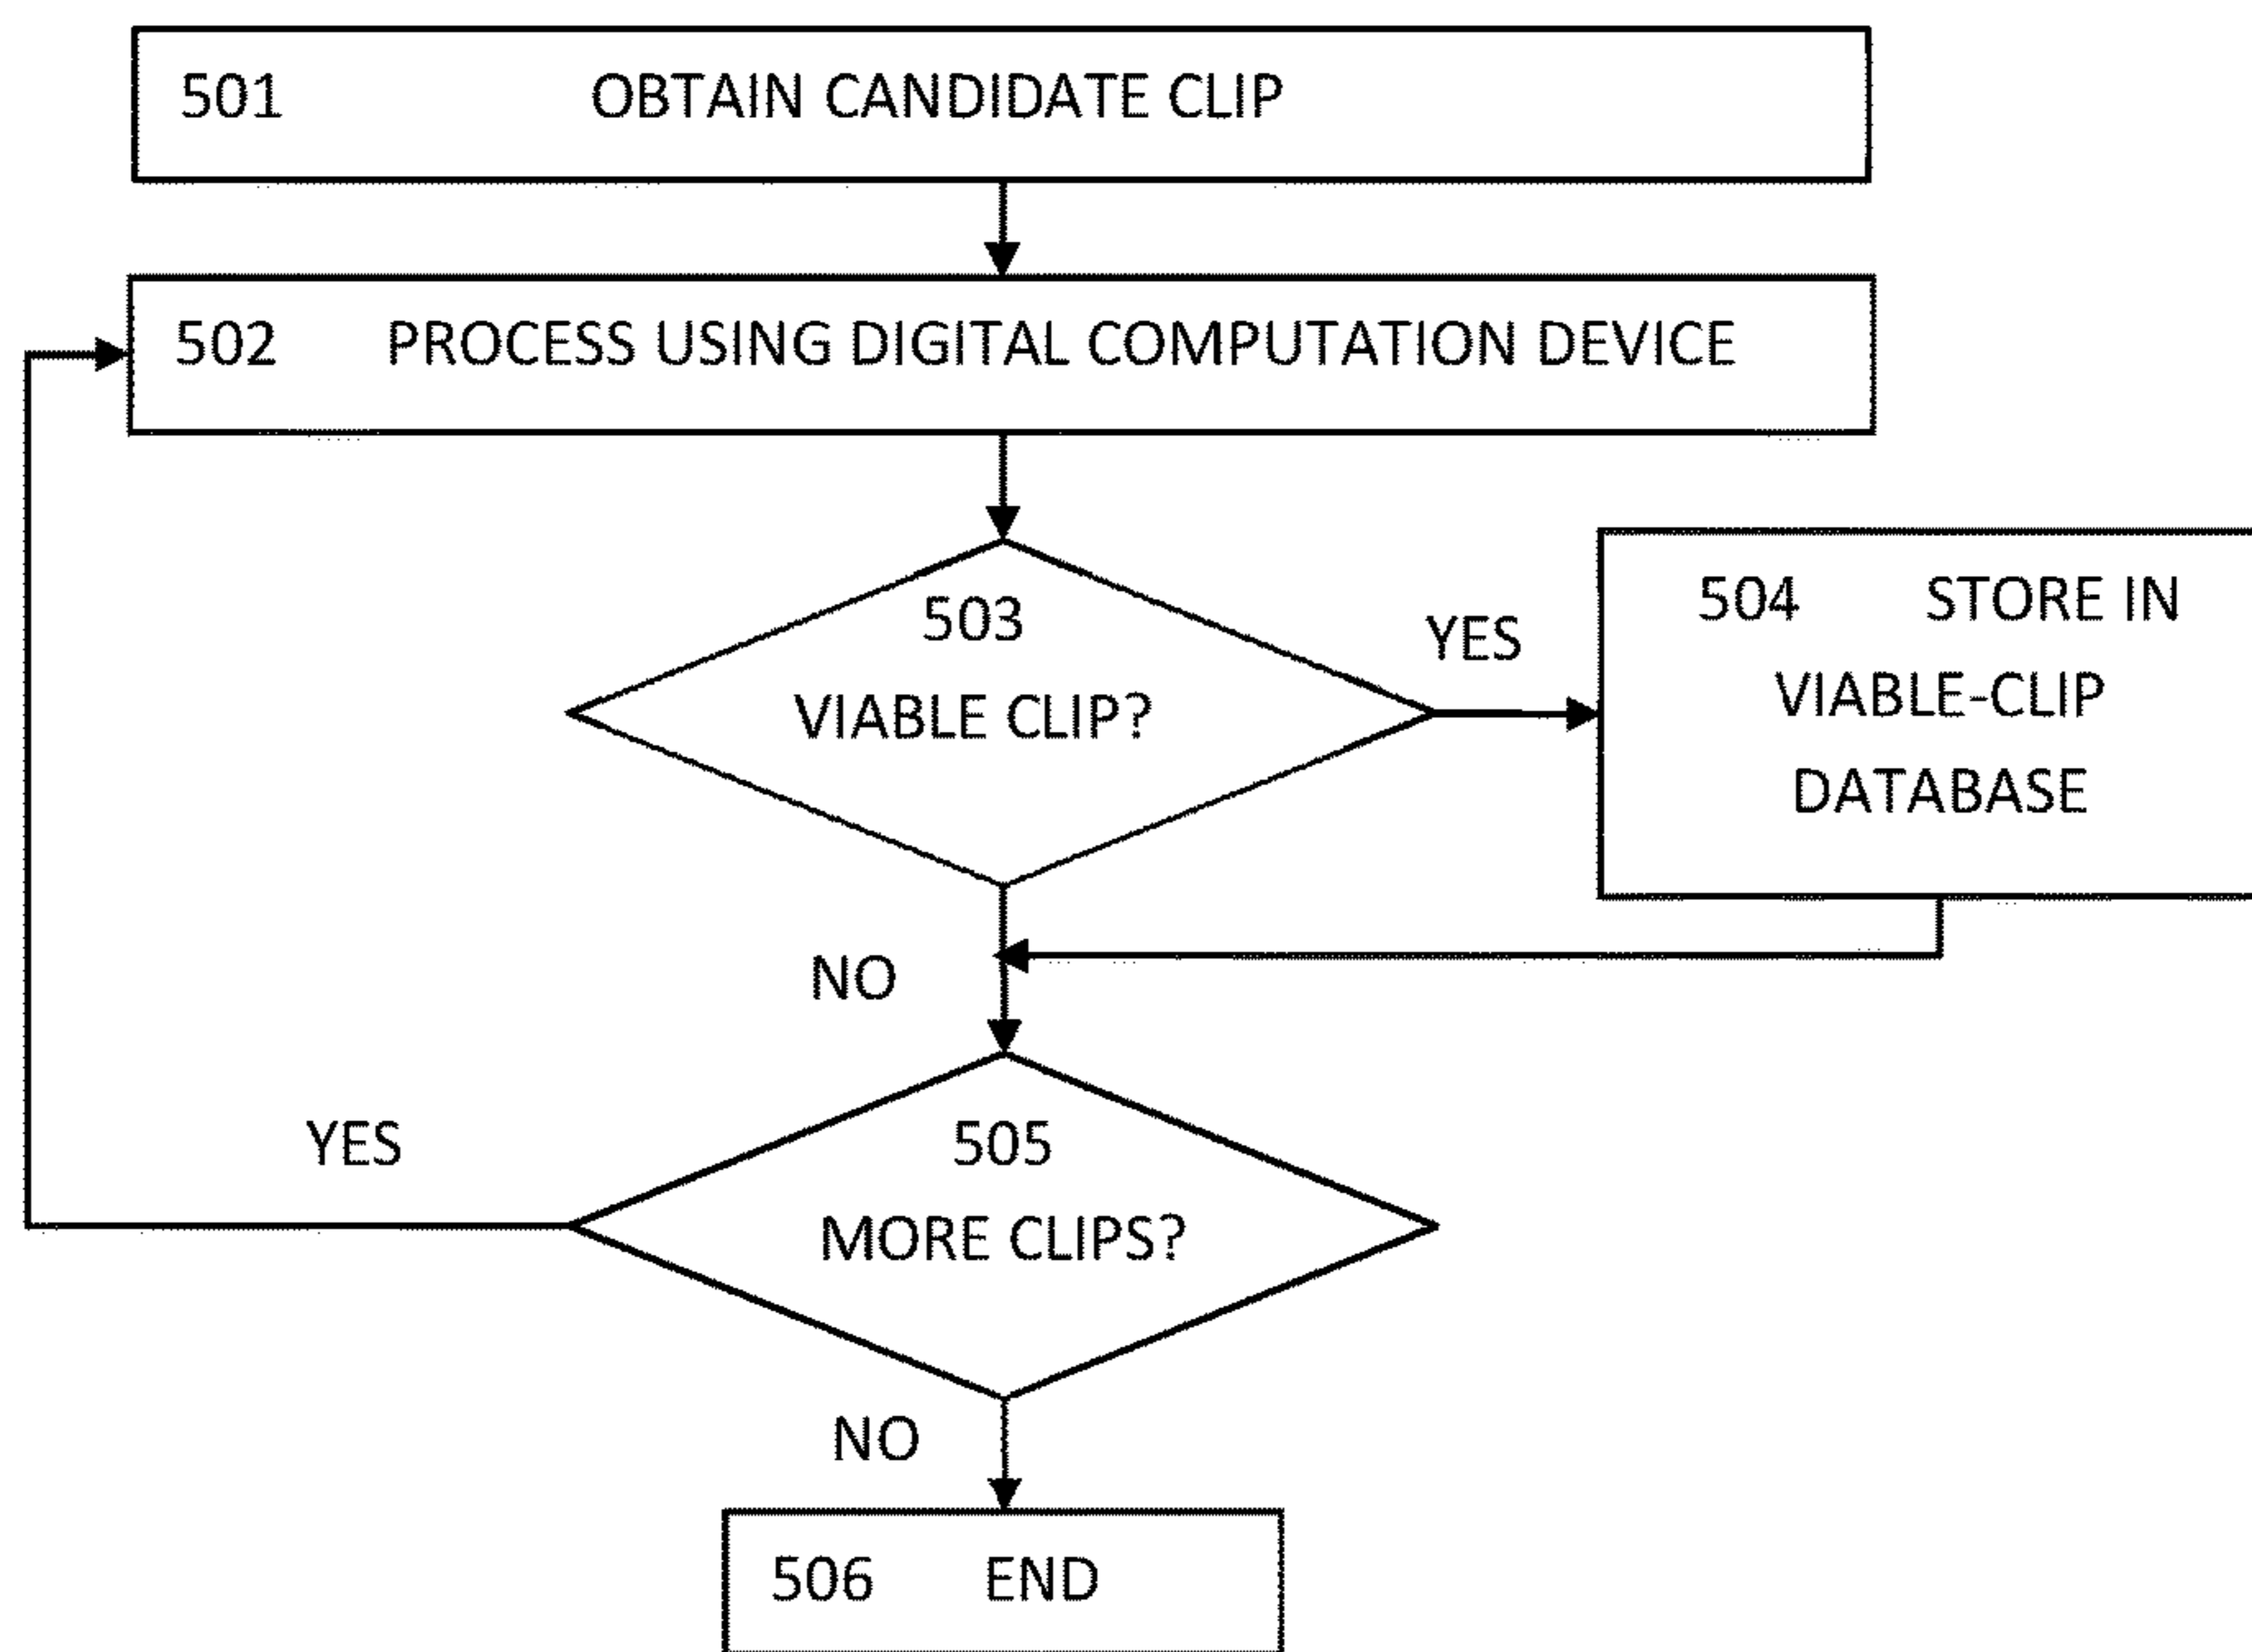 501 OBTAIN CANDIDATE CLIP
502 PROCESS USING DIGITAL COMPUTATION DEVICE
503
VIABLE CLIP?
YES
504 STORE IN
VIABLE-CLIP
DATABASE
NO
YES
505
MORE CLIPS?
NO
506 END